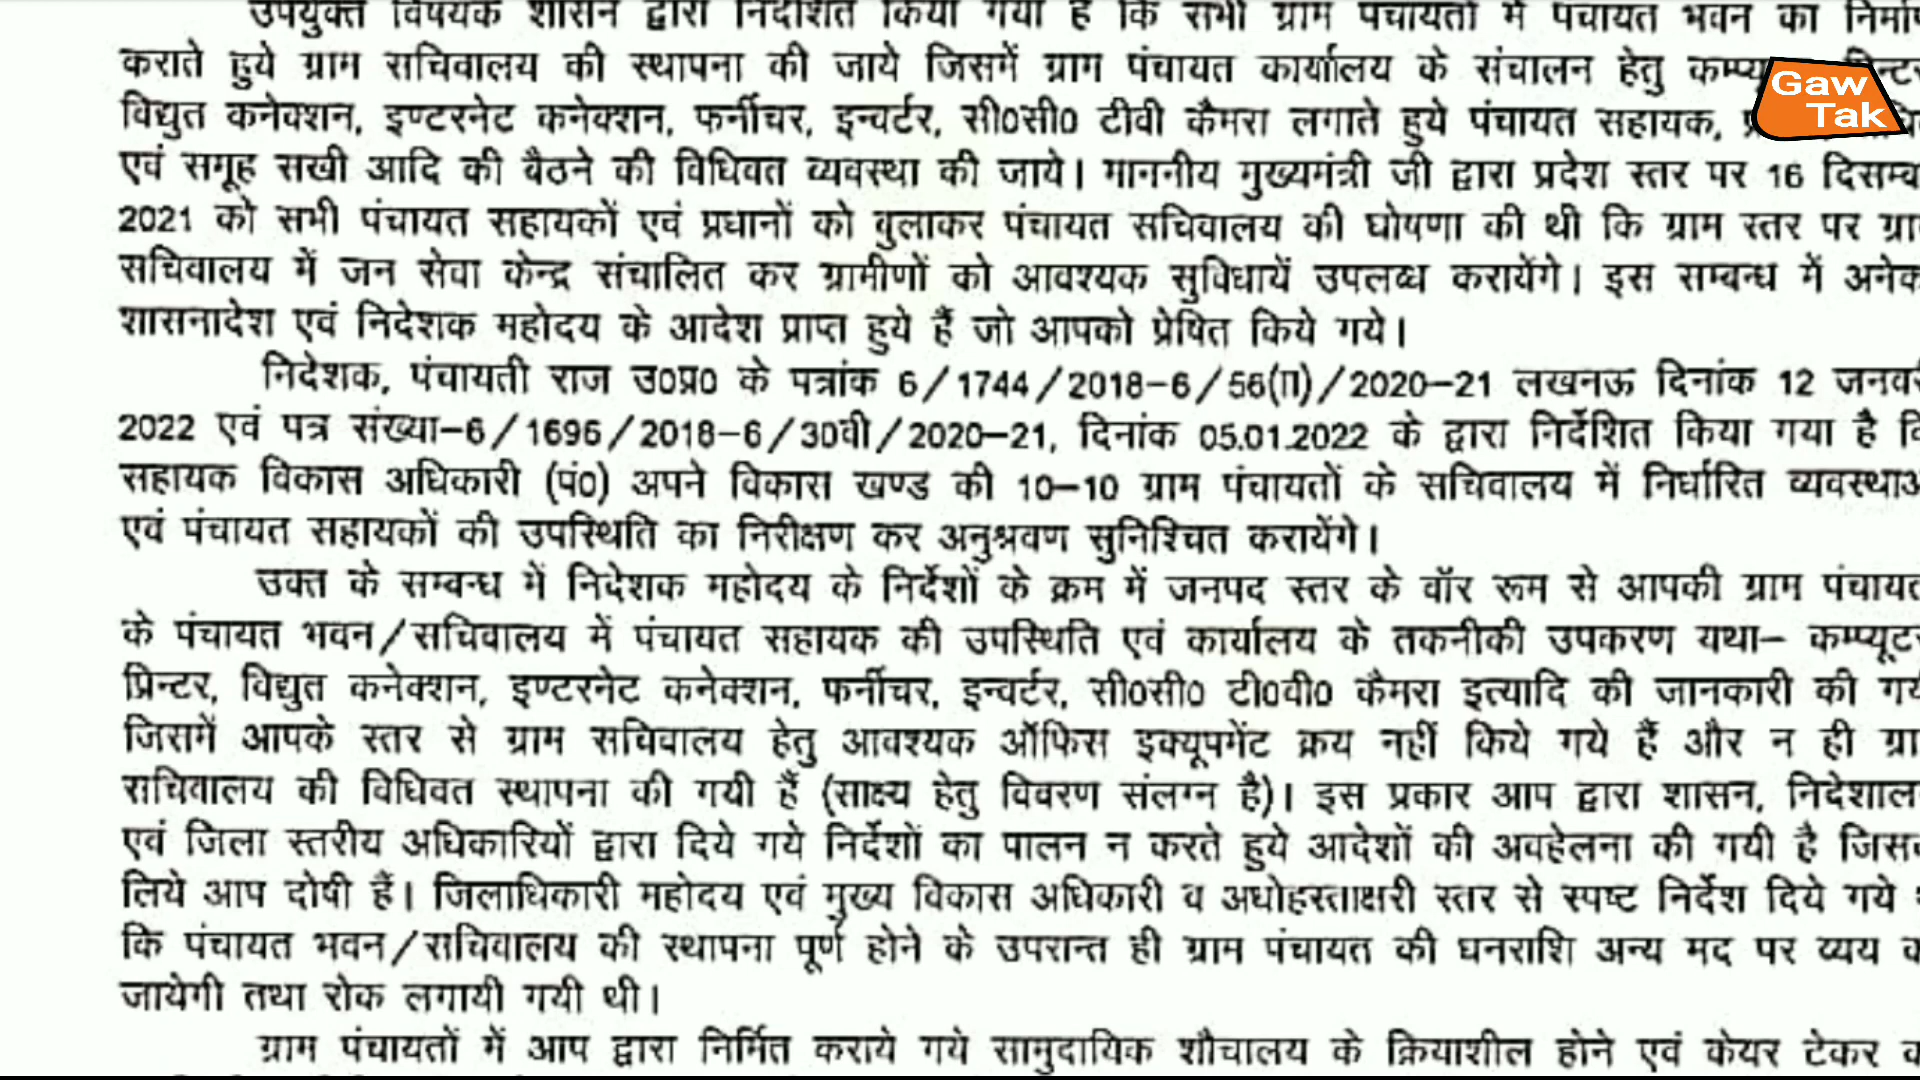 उपर्युक्त विषयक शासन द्वारा निर्देशित किया गया है कि सभी ग्राम पंचायतों में पंचायत भवन का
कराते हुये ग्राम सचिवालय की स्थापना की जाये जिसमें ग्राम पंचायत कार्यालय के संचालन हेतु
विद्युत कनेक्शन, इण्टरनेट कनेक्शन, फर्नीचर, इन्वर्टर, सी0सी0 टीवी कैमरा लगाते हुये पंचायत सहायक,
एवं समूह सखी आदि की बैठने की विधिवत व्यवस्था की जाये। माननीय मुख्यमंत्री जी द्वारा प्रदेश स्तर पर 16
2021 को सभी पंचायत सहायकों एवं प्रधानों को बुलाकर पंचायत सचिवालय की घोषणा की थी कि ग्राम स्तर पर
सचिवालय में जन सेवा केन्द्र संचालित कर ग्रामीणों को आवश्यक सुविधायें उपलब्ध करायेंगे। इस सम्बन्ध में अनेक
शासनादेश एवं निदेशक महोदय के आदेश प्राप्त हुये हैं जो आपको प्रेषित किये गये।
निदेशक, पंचायती राज उ0प्र0 के पत्रांक 6/1744/2018-6/56(II)/2020-21 लखनऊ दिनांक 12
2022 एवं पत्र संख्या-6/1696/2018-6/30वी/2020-21, दिनांक 05.01.2022 के द्वारा निर्देशित किया गया है
सहायक विकास अधिकारी (पं0) अपने विकास खण्ड की 10-10 ग्राम पंचायतों के सचिवालय में निर्धारित
एवं पंचायत सहायकों की उपस्थिति का निरीक्षण कर अनुश्रवण सुनिश्चित करायेंगे।
उक्त के सम्बन्ध में निदेशक महोदय के निर्देशों के क्रम में जनपद स्तर के वॉर रूम से आपकी ग्राम
के पंचायत भवन/सचिवालय में पंचायत सहायक की उपस्थिति एवं कार्यालय के तकनीकी उपकरण यथा-
प्रिन्टर, विद्युत कनेक्शन, इण्टरनेट कनेक्शन, फर्नीचर, इन्वर्टर, सी0सी0 टी0वी0 कैमरा इत्यादि की जानकारी की
जिसमें आपके स्तर से ग्राम सचिवालय हेतु आवश्यक ऑफिस इक्यूपमेंट क्रय नहीं किये गये हैं और न ही
सचिवालय की विधिवत स्थापना की गयी हैं (साक्ष्य हेतु विवरण संलग्न है)। इस प्रकार आप द्वारा शासन,
एवं जिला स्तरीय अधिकारियों द्वारा दिये गये निर्देशों का पालन न करते हुये आदेशों की अवहेलना की गयी है
लिये आप दोषी हैं। जिलाधिकारी महोदय एवं मुख्य विकास अधिकारी व अधोहस्ताक्षरी स्तर से स्पष्ट निर्देश दिये गये
कि पंचायत भवन/सचिवालय की स्थापना पूर्ण होने के उपरान्त ही ग्राम पंचायत की धनराशि अन्य मद पर व्यय
जायेगी तथा रोक लगायी गयी थी।
ग्राम पंचायतों में आप द्वारा निर्मित कराये गये सामुदायिक शौचालय के क्रियाशील होने एवं केयर टेकर
Gaw
Tak